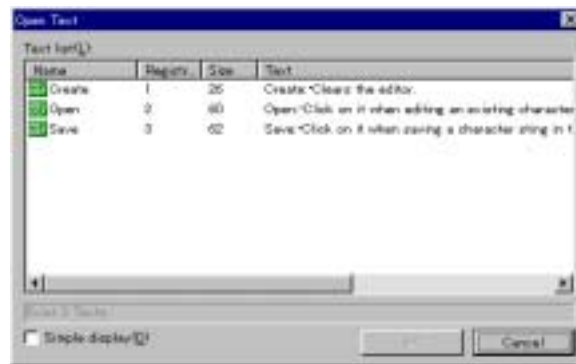 Open Text
Text list(L):
Name Registr.. Size Text
Create 1 26 Create *Clears the editor.
Open 2 60 Open *Click on it when editing an existing character
Save 3 62 Save *Click on it when saving a character sting in t
Simple display(D)
Cancel